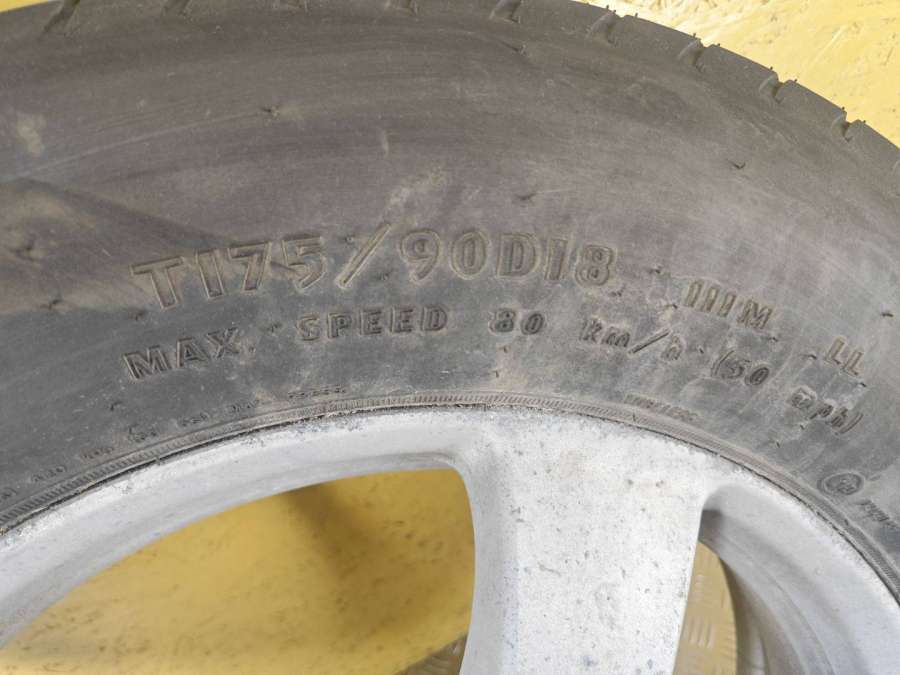 T175/90D18 111M LL
MAX. SPEED 80 km/h (50 mph)